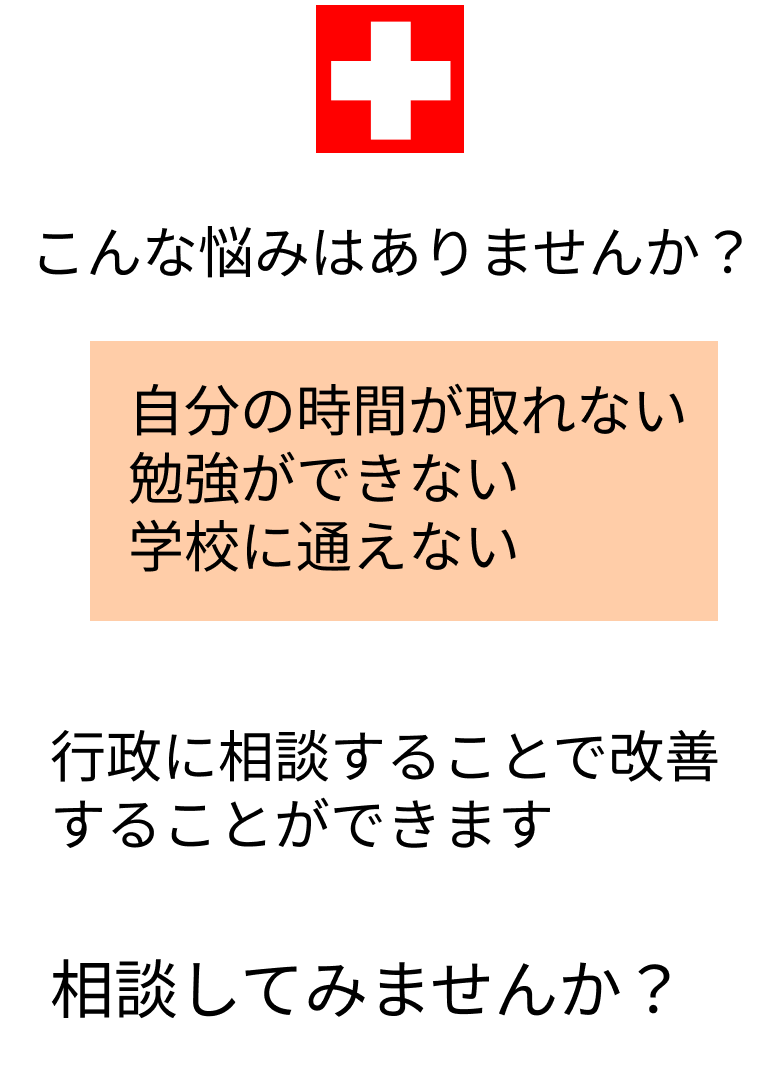 こんな悩みはありませんか？
自分の時間が取れない
勉強ができない
学校に通えない
行政に相談することで改善
することができます
相談してみませんか？